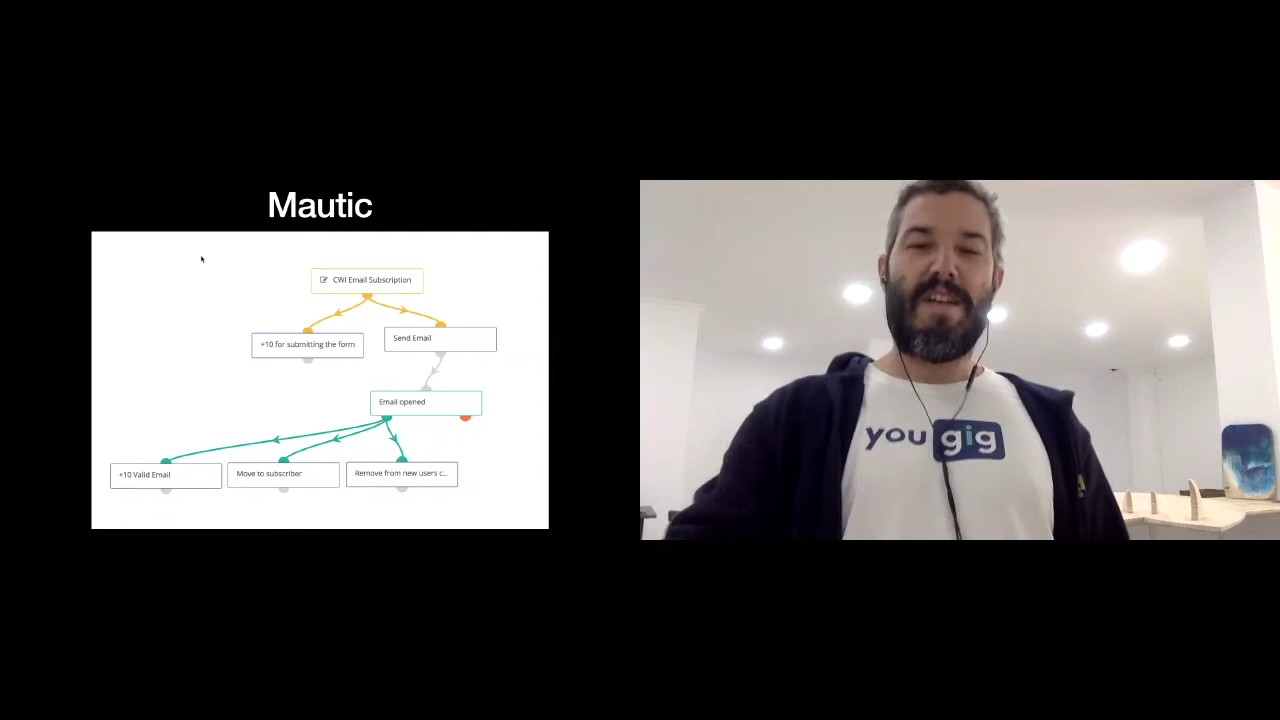 Mautic
CWI Email Subscription
+10 for submitting the form
Send Email
Email opened
+10 Valid Email
Move to subscriber
Remove from new users c...
you gig